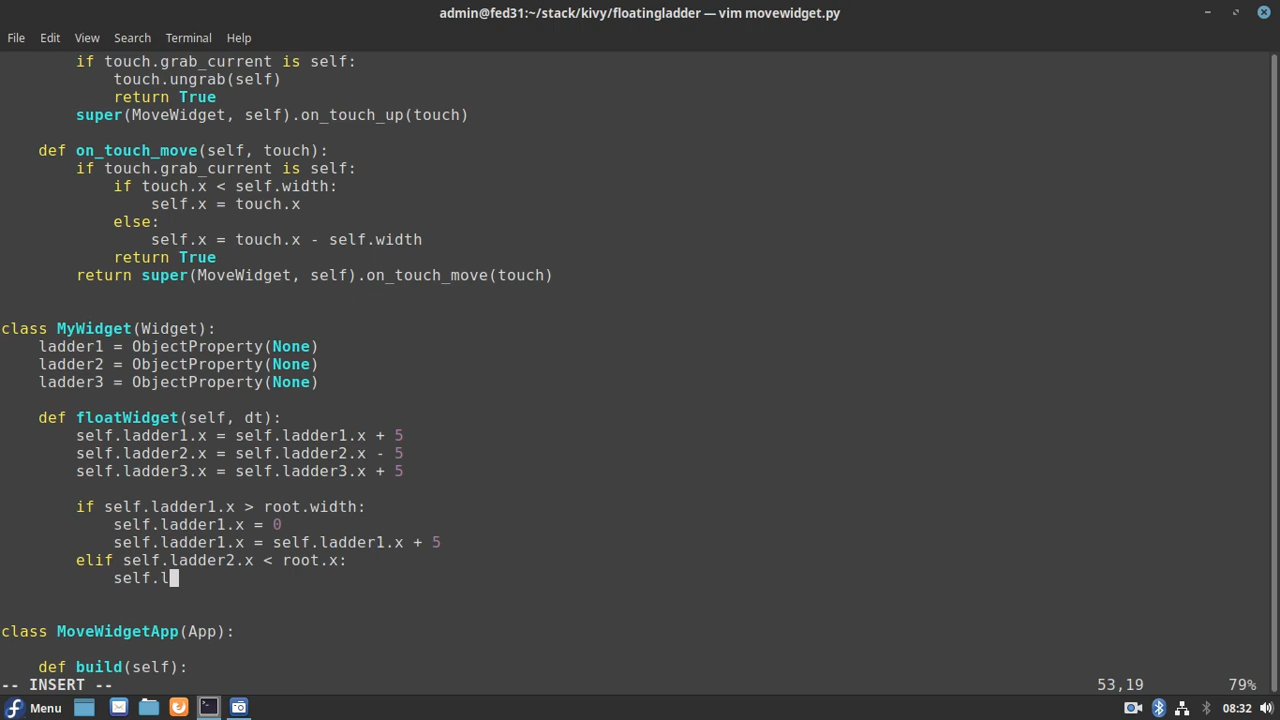 admin@fed31:~/stack/kivy/floatingladder — vim movewidget.py
File Edit View Search Terminal Help
        if touch.grab_current is self:
            touch.ungrab(self)
            return True
        super(MoveWidget, self).on_touch_up(touch)

    def on_touch_move(self, touch):
        if touch.grab_current is self:
            if touch.x < self.width:
                self.x = touch.x
            else:
                self.x = touch.x - self.width
            return True
        return super(MoveWidget, self).on_touch_move(touch)

class MyWidget(Widget):
    ladder1 = ObjectProperty(None)
    ladder2 = ObjectProperty(None)
    ladder3 = ObjectProperty(None)

    def floatWidget(self, dt):
        self.ladder1.x = self.ladder1.x + 5
        self.ladder2.x = self.ladder2.x - 5
        self.ladder3.x = self.ladder3.x + 5

        if self.ladder1.x > root.width:
            self.ladder1.x = 0
            self.ladder1.x = self.ladder1.x + 5
        elif self.ladder2.x < root.x:
            self.l

class MoveWidgetApp(App):

    def build(self):
-- INSERT -- 53,19 79%
Menu 08:32